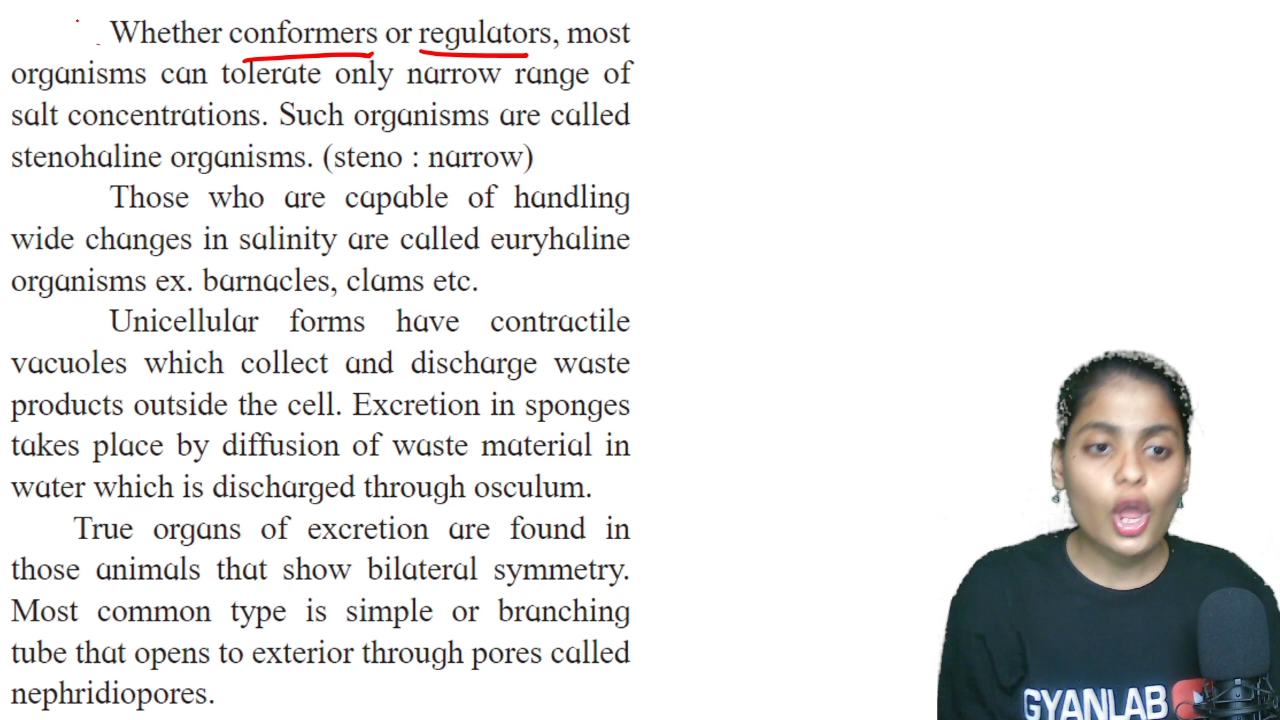 Whether conformers or regulators, most
organisms can tolerate only narrow range of
salt concentrations. Such organisms are called
stenohaline organisms. (steno : narrow)
Those who are capable of handling
wide changes in salinity are called euryhaline
organisms ex. barnacles, clams etc.
Unicellular forms have contractile
vacuoles which collect and discharge waste
products outside the cell. Excretion in sponges
takes place by diffusion of waste material in
water which is discharged through osculum.
True organs of excretion are found in
those animals that show bilateral symmetry.
Most common type is simple or branching
tube that opens to exterior through pores called
nephridiopores.
GYANLAB